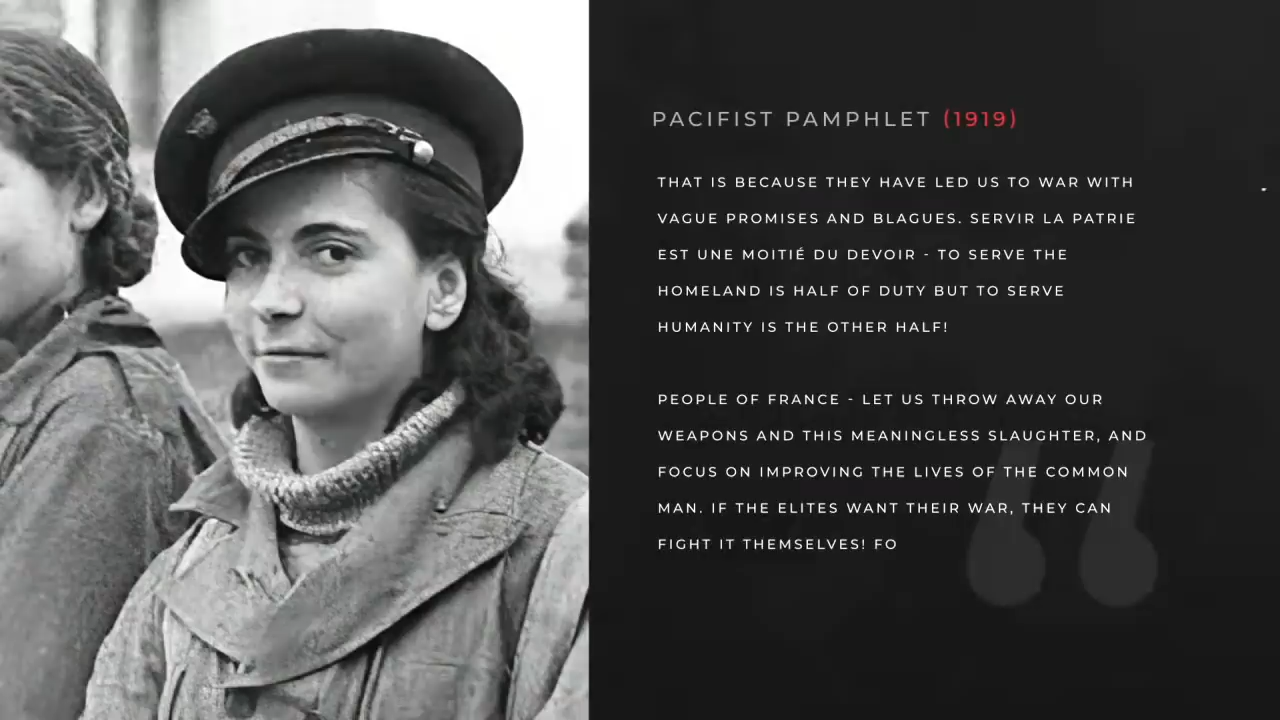 PACIFIST PAMPHLET (1919)
THAT IS BECAUSE THEY HAVE LED US TO WAR WITH
VAGUE PROMISES AND BLAGUES. SERVIR LA PATRIE
EST UNE MOITIÉ DU DEVOIR - TO SERVE THE
HOMELAND IS HALF OF DUTY BUT TO SERVE
HUMANITY IS THE OTHER HALF!
PEOPLE OF FRANCE - LET US THROW AWAY OUR
WEAPONS AND THIS MEANINGLESS SLAUGHTER, AND
FOCUS ON IMPROVING THE LIVES OF THE COMMON
MAN. IF THE ELITES WANT THEIR WAR, THEY CAN
FIGHT IT THEMSELVES! FO